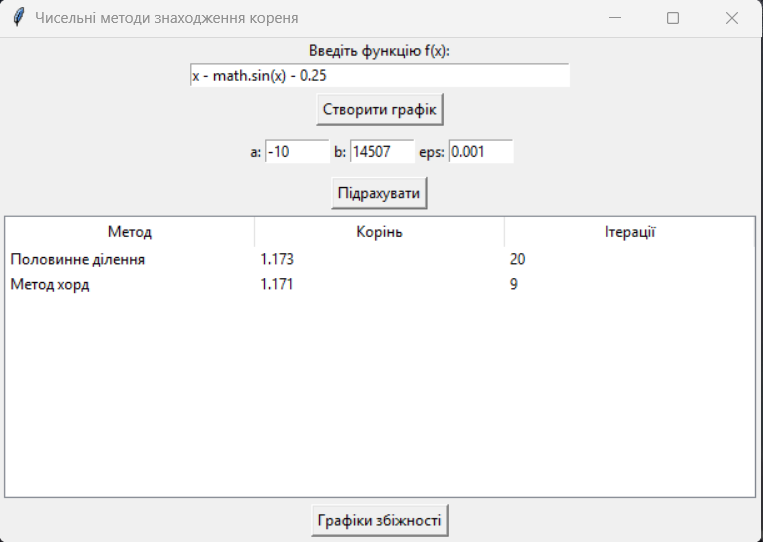 Чисельні методи знаходження кореня
Введіть функцію f(x):
x - math.sin(x) - 0.25
Створити графік
a: -10 b: 14507 eps: 0.001
Підрахувати
Метод Корінь Ітерації
Половинне ділення 1.173 20
Метод хорд 1.171 9
Графіки збіжності